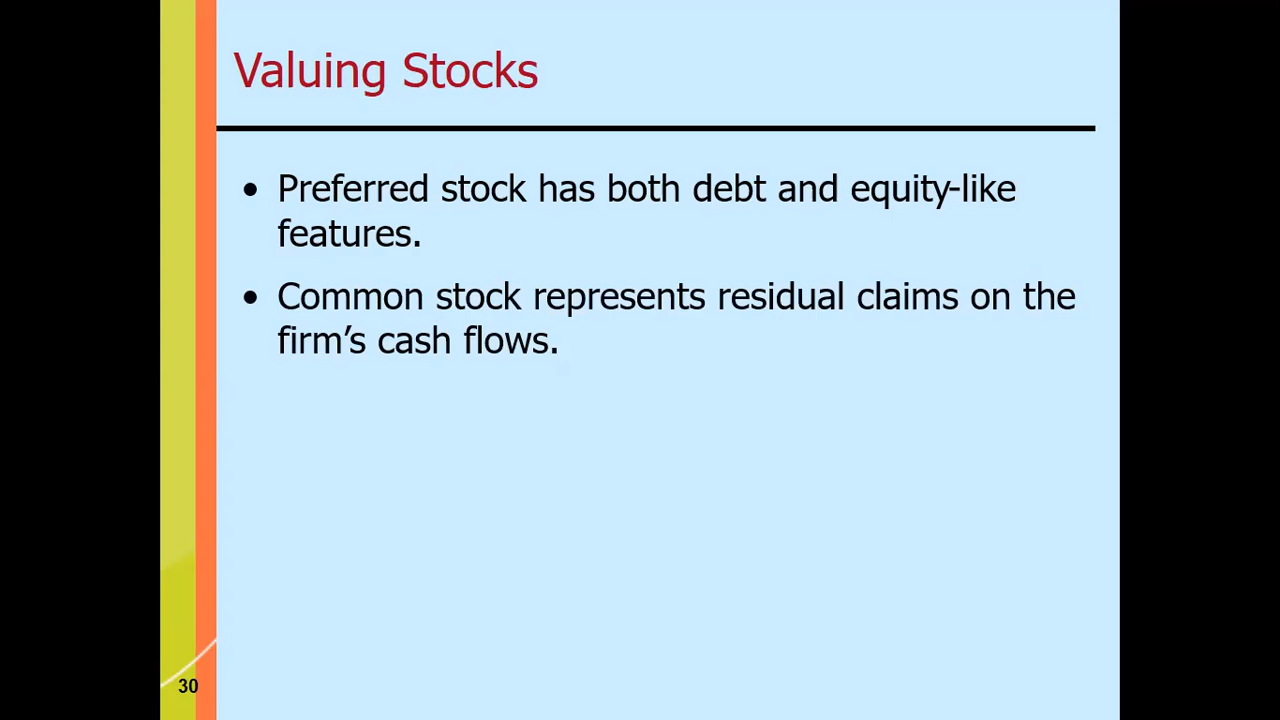 Valuing Stocks
• Preferred stock has both debt and equity-like
features.
• Common stock represents residual claims on the
firm’s cash flows.
30